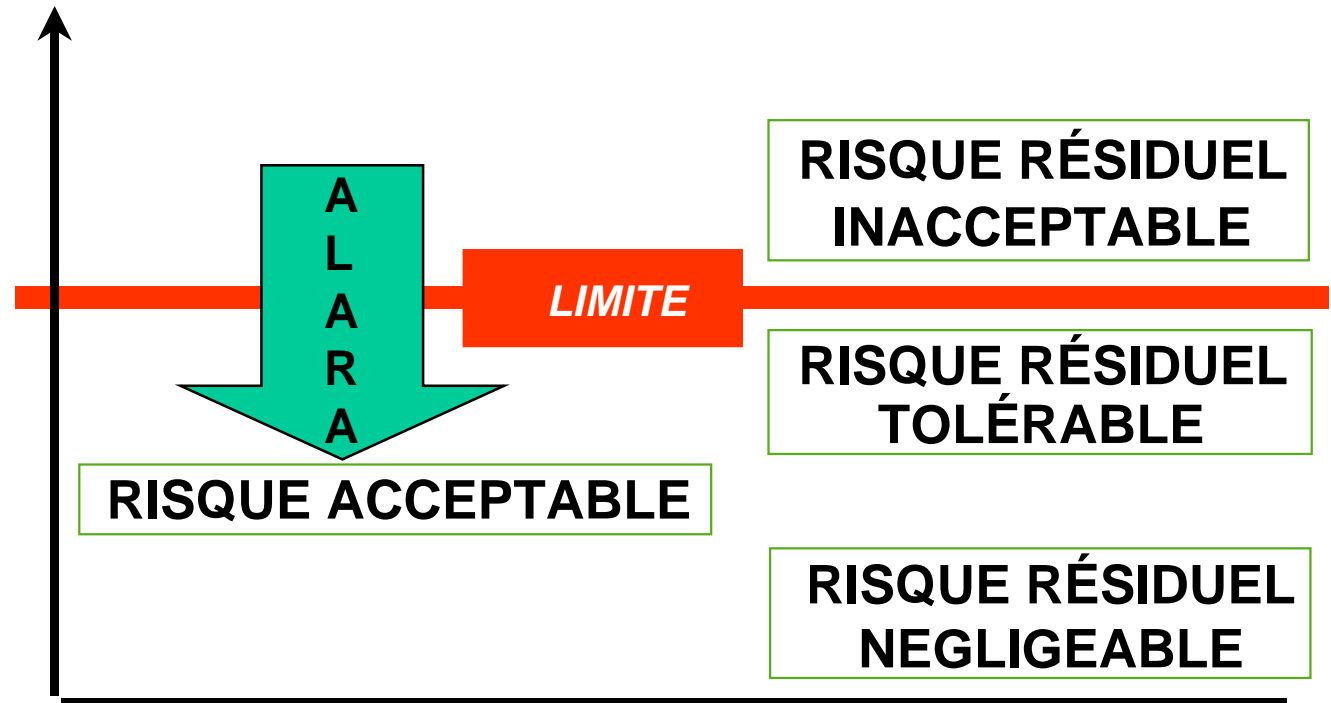 A
L
A
R
A
RISQUE ACCEPTABLE
LIMITE
RISQUE RÉSIDUEL
INACCEPTABLE
RISQUE RÉSIDUEL
TOLÉRABLE
RISQUE RÉSIDUEL
NEGLIGEABLE